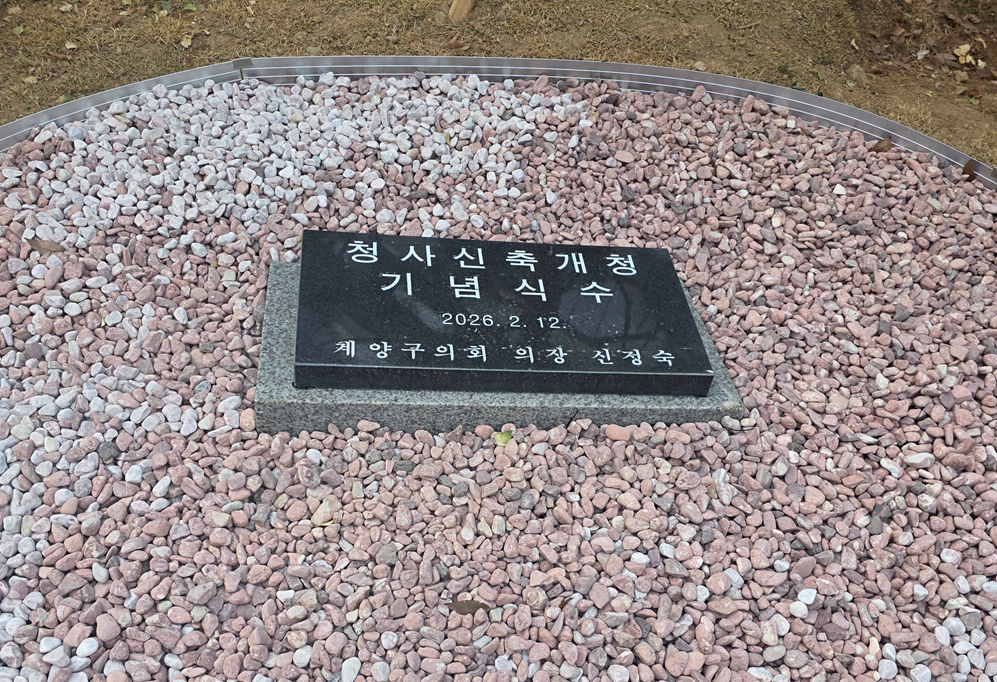 청사신축개청
기념식수
2026. 2. 12.
계양구의회 의장 신정숙